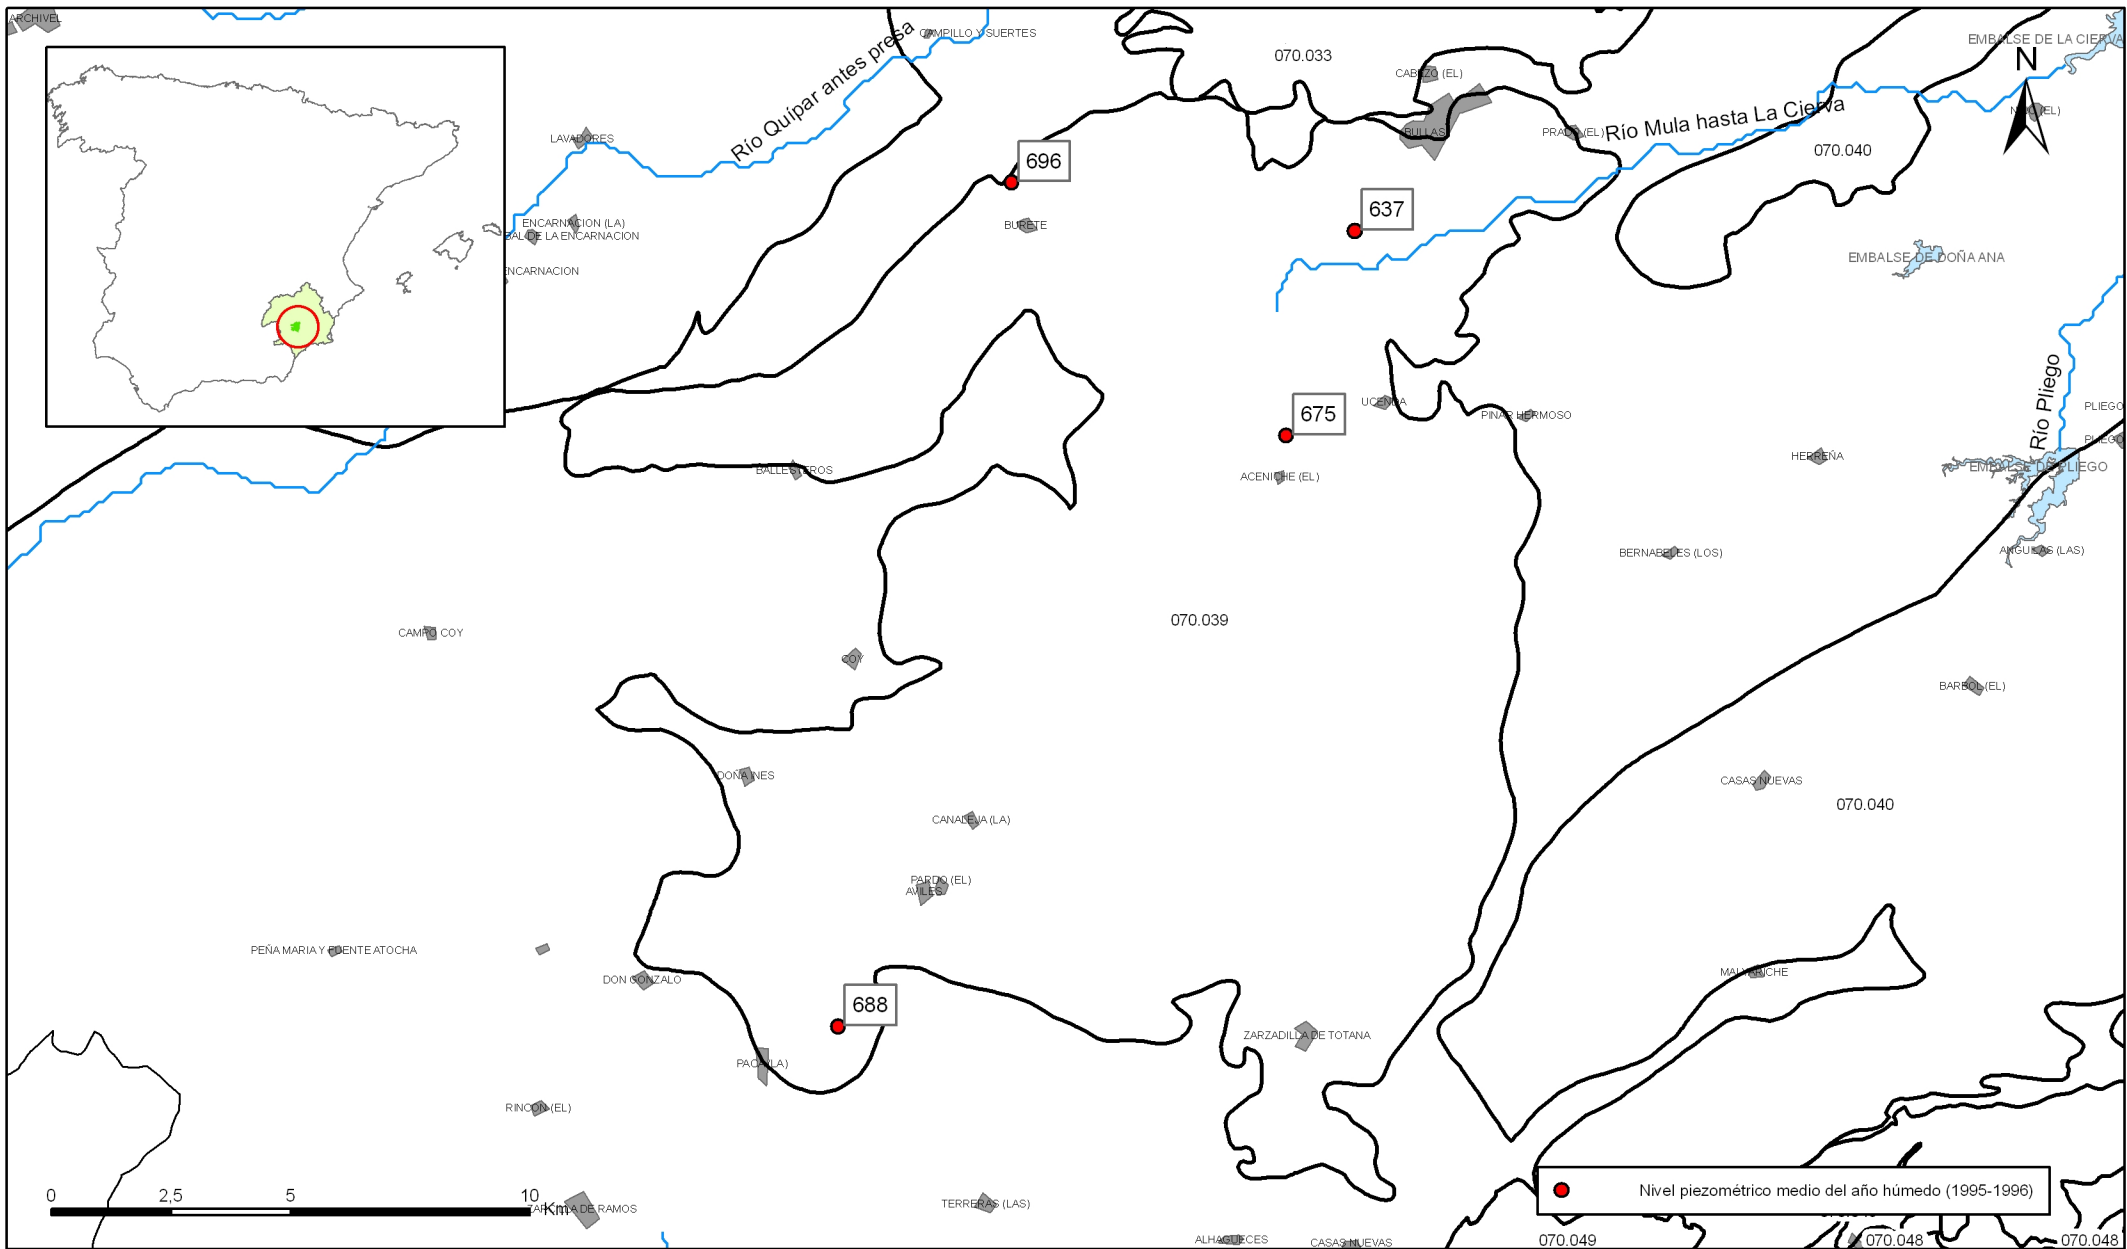 ARCHIVEL
CAMPILLO Y SUERTES
Río Quípar antes presa
070.033
CABEZO (EL)
EMBALSE DE LA CIERVA
N
BULLAS
PRADO (EL)
Río Mula hasta La Cierva
070.040
LAVADORES
696
637
BURETE
ENCARNACION (LA)
DE LA ENCARNACION
ENCARNACION
EMBALSE DE DOÑA ANA
Río Pliego
UCENDA
675
PINAR HERMOSO
PLIEGO
PLIEGO
HERREÑA
EMBALSE DE PLIEGO
BALLESTEROS
ACENICHE (EL)
BERNABELES (LOS)
ANGUILAS (LAS)
070.039
CAMPO COY
COY
BARBOL (EL)
DOÑA INES
CASAS NUEVAS
070.040
CANALEJA (LA)
PARDO (EL)
AVILES
PEÑA MARIA Y FUENTE ATOCHA
DON GONZALO
MALVARICHE
688
ZARZADILLA DE TOTANA
PACA (LA)
RINCON (EL)
0 2,5 5 10
Km
ZARCILLA DE RAMOS
TERRERAS (LAS)
Nivel piezométrico medio del año húmedo (1995-1996)
ALHAGUECES
CASAS NUEVAS
070.049
070.048
070.048